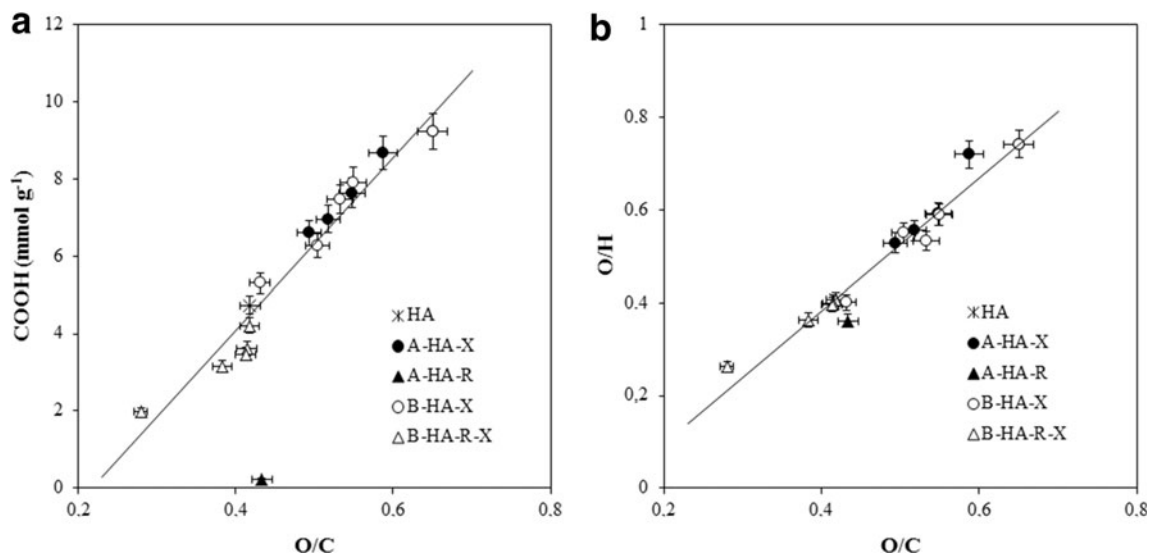 a
12
10
8
6
4
2
0
COOH (mmol g⁻¹)
0.2
0.4
0.6
0.8
O/C
HA
A-HA-X
A-HA-R
B-HA-X
B-HA-R-X
b
1
0.8
0.6
0.4
0,2
0
O/H
0.2
0.4
0.6
0.8
O/C
HA
A-HA-X
A-HA-R
B-HA-X
B-HA-R-X